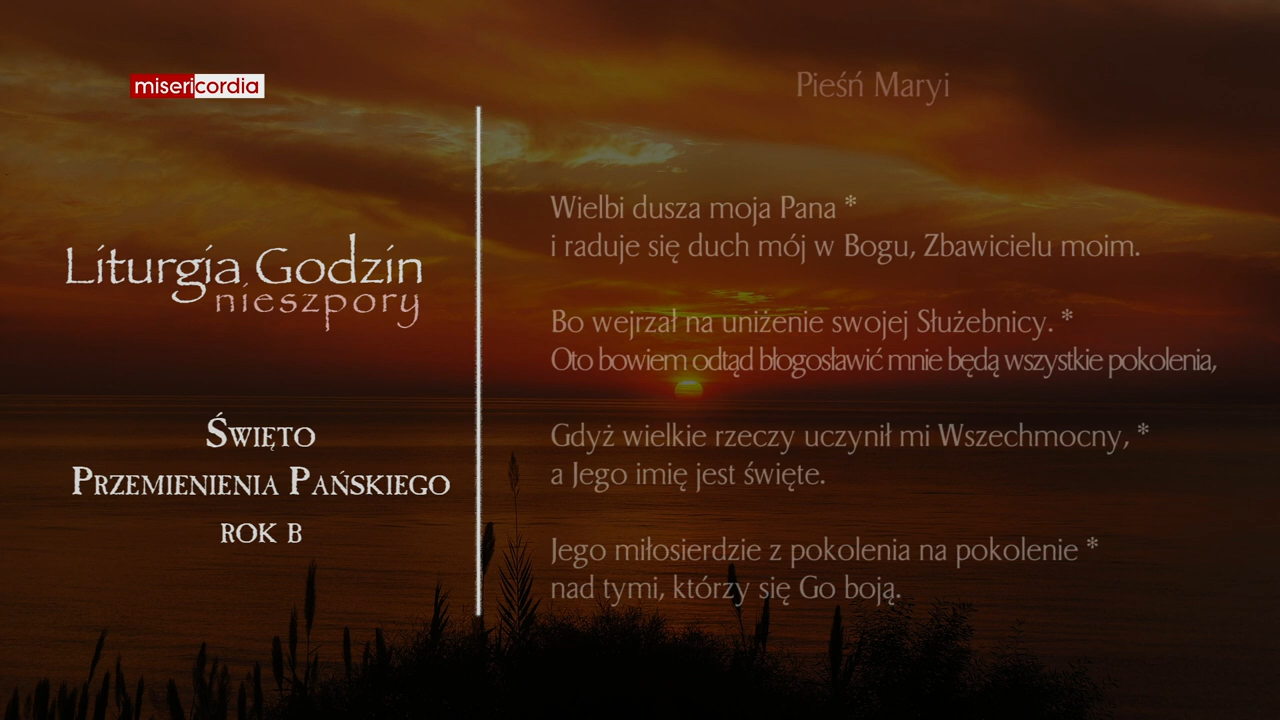 misericordia
Liturgia Godzin
nieszpory
Święto
Przemienienia Pańskiego
rok B
Pieśń Maryi
Wielbi dusza moja Pana *
i raduje się duch mój w Bogu, Zbawicielu moim.
Bo wejrzał na uniżenie swojej Służebnicy. *
Oto bowiem odtąd błogosławić mnie będą wszystkie pokolenia,
Gdyż wielkie rzeczy uczynił mi Wszechmocny, *
a Jego imię jest święte.
Jego miłosierdzie z pokolenia na pokolenie *
nad tymi, którzy się Go boją.